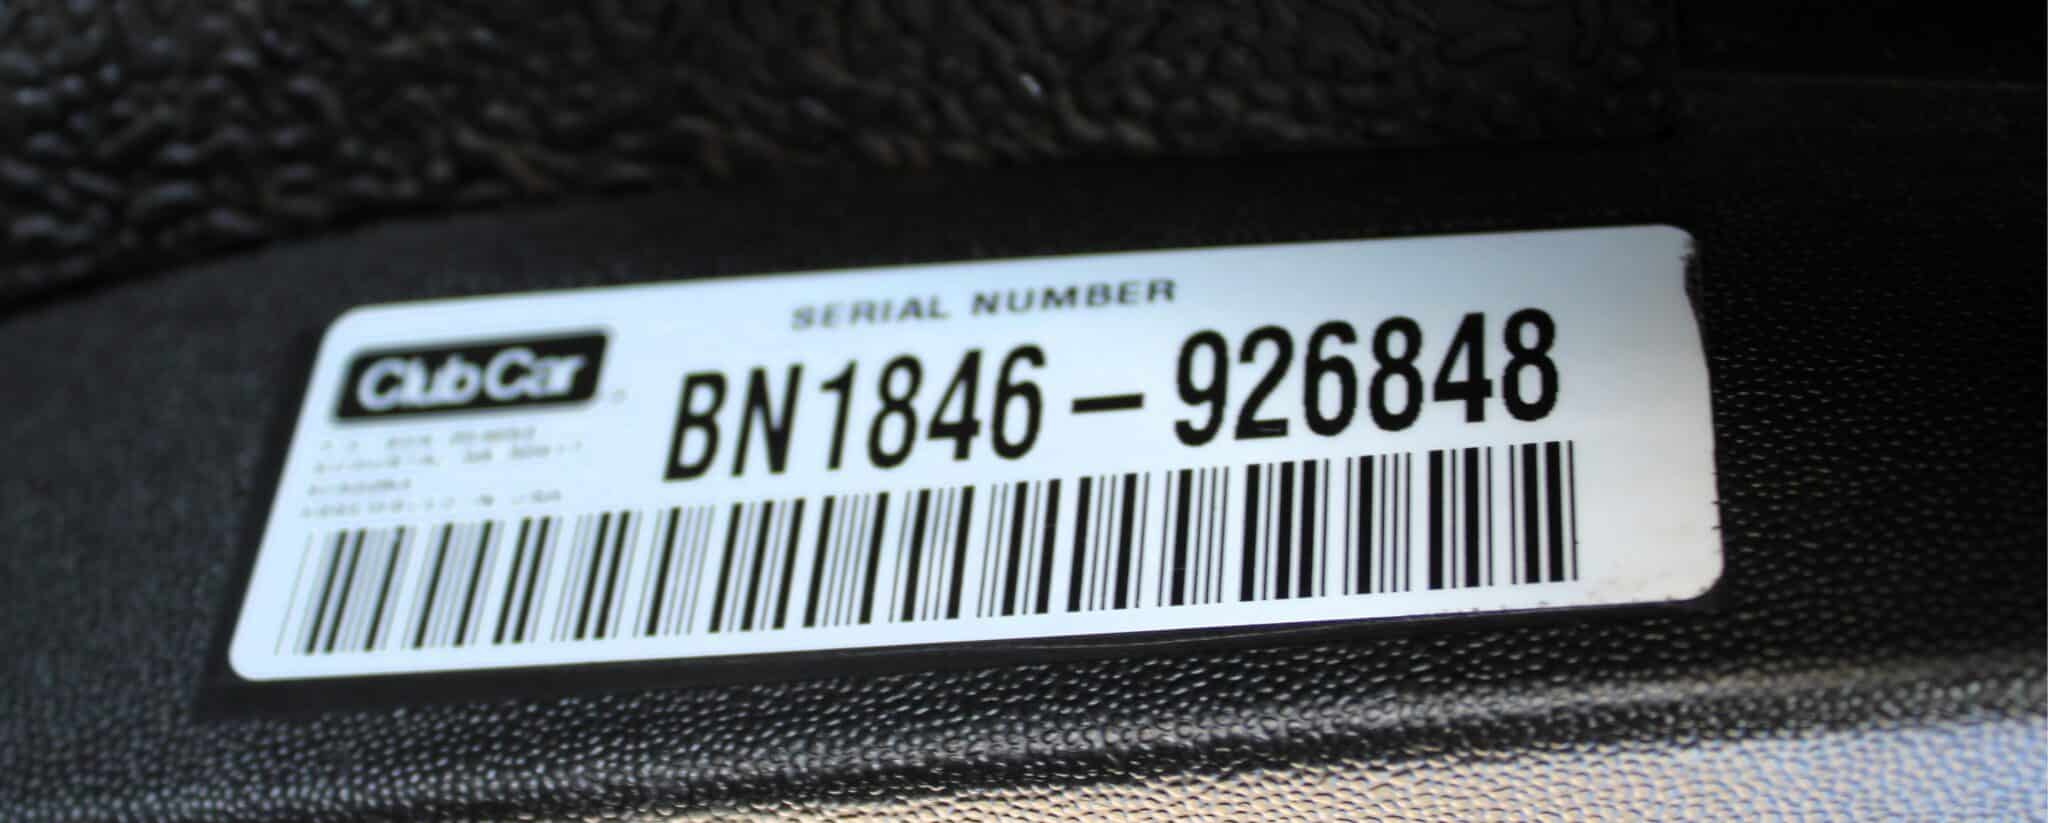 SERIAL NUMBER
Club Car
BN1846-926848